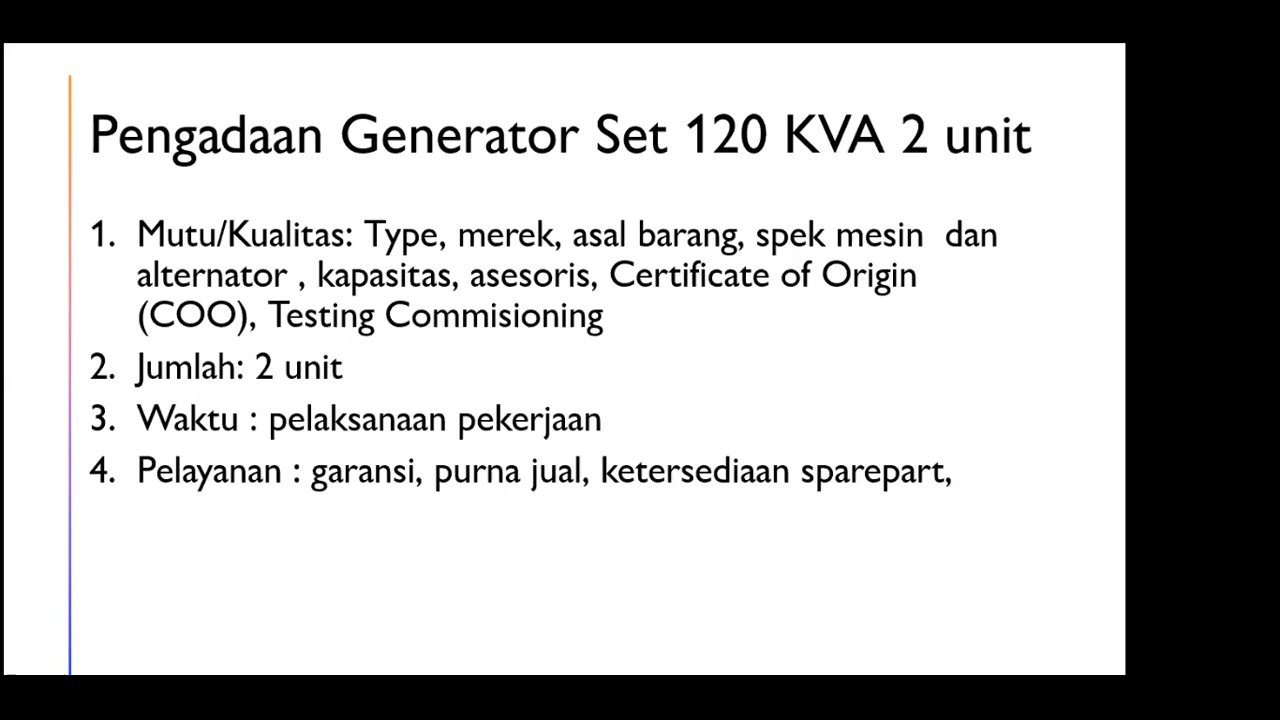 Pengadaan Generator Set 120 KVA 2 unit
1. Mutu/Kualitas: Type, merek, asal barang, spek mesin dan
alternator , kapasitas, asesoris, Certificate of Origin
(COO), Testing Commisioning
2. Jumlah: 2 unit
3. Waktu : pelaksanaan pekerjaan
4. Pelayanan : garansi, purna jual, ketersediaan sparepart,